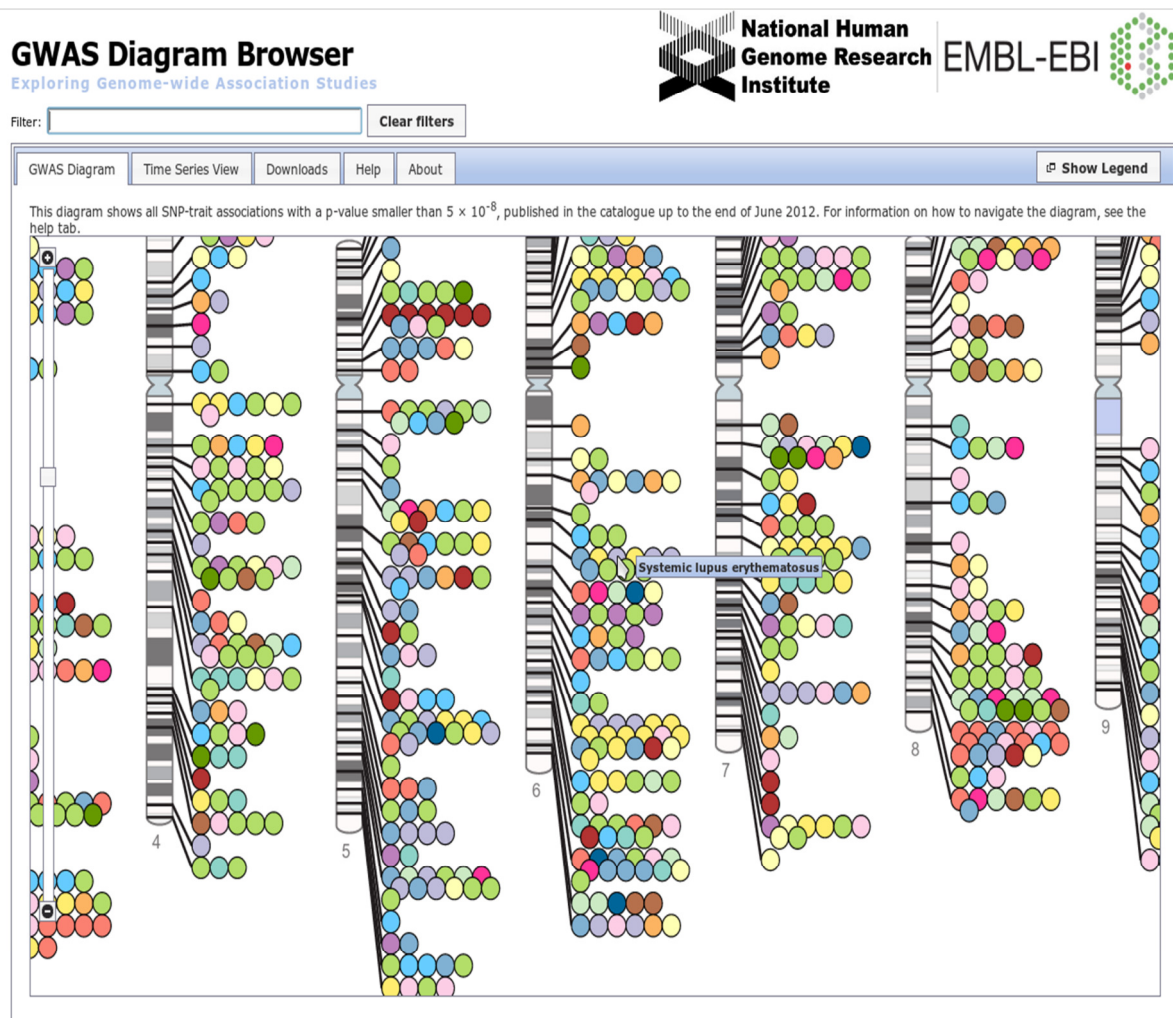 GWAS Diagram Browser
Exploring Genome-wide Association Studies
National Human
Genome Research
Institute
EMBL-EBI
Filter:
Clear filters
GWAS Diagram
Time Series View
Downloads
Help
About
Show Legend
This diagram shows all SNP-trait associations with a p-value smaller than 5 × 10⁻⁸, published in the catalogue up to the end of June 2012. For information on how to navigate the diagram, see the
help tab.
Systemic lupus erythematosus
4
5
6
7
8
9